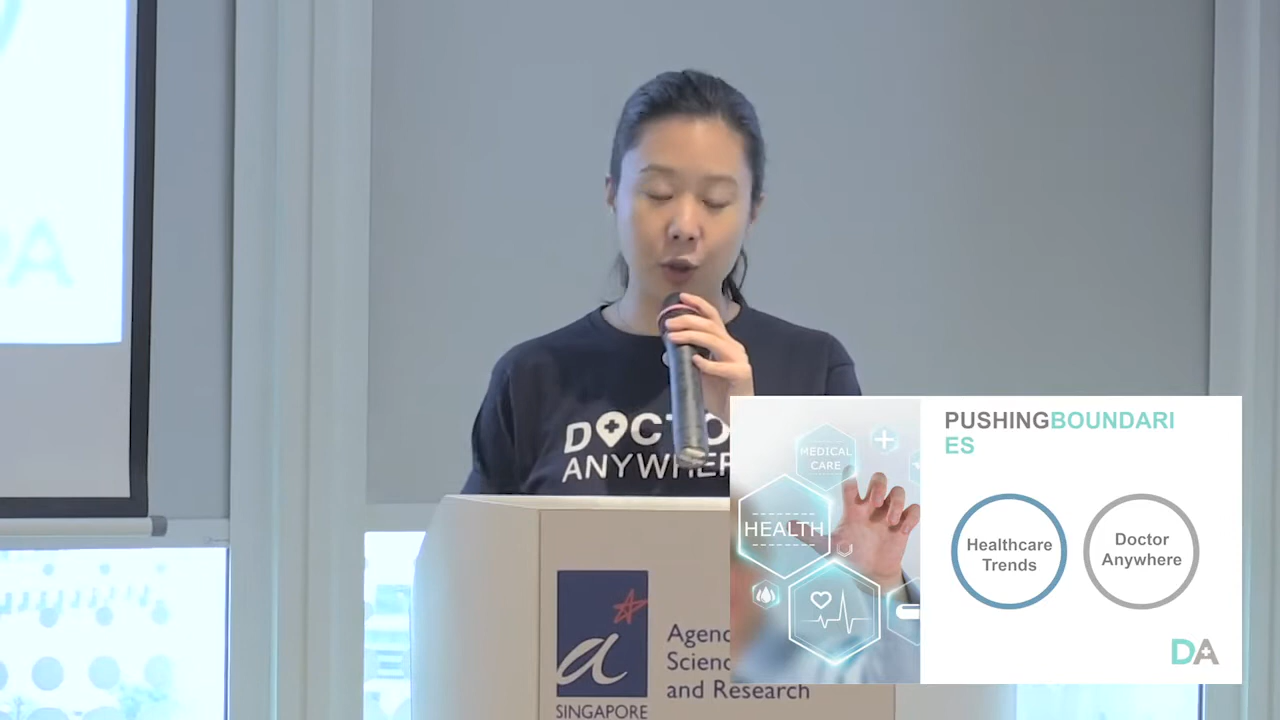 DOCTO
ANYWHER
a
Agenc
Scienc
and Research
SINGAPORE
MEDICAL
CARE
HEALTH
PUSHINGBOUNDARI
ES
Healthcare
Trends
Doctor
Anywhere
DA